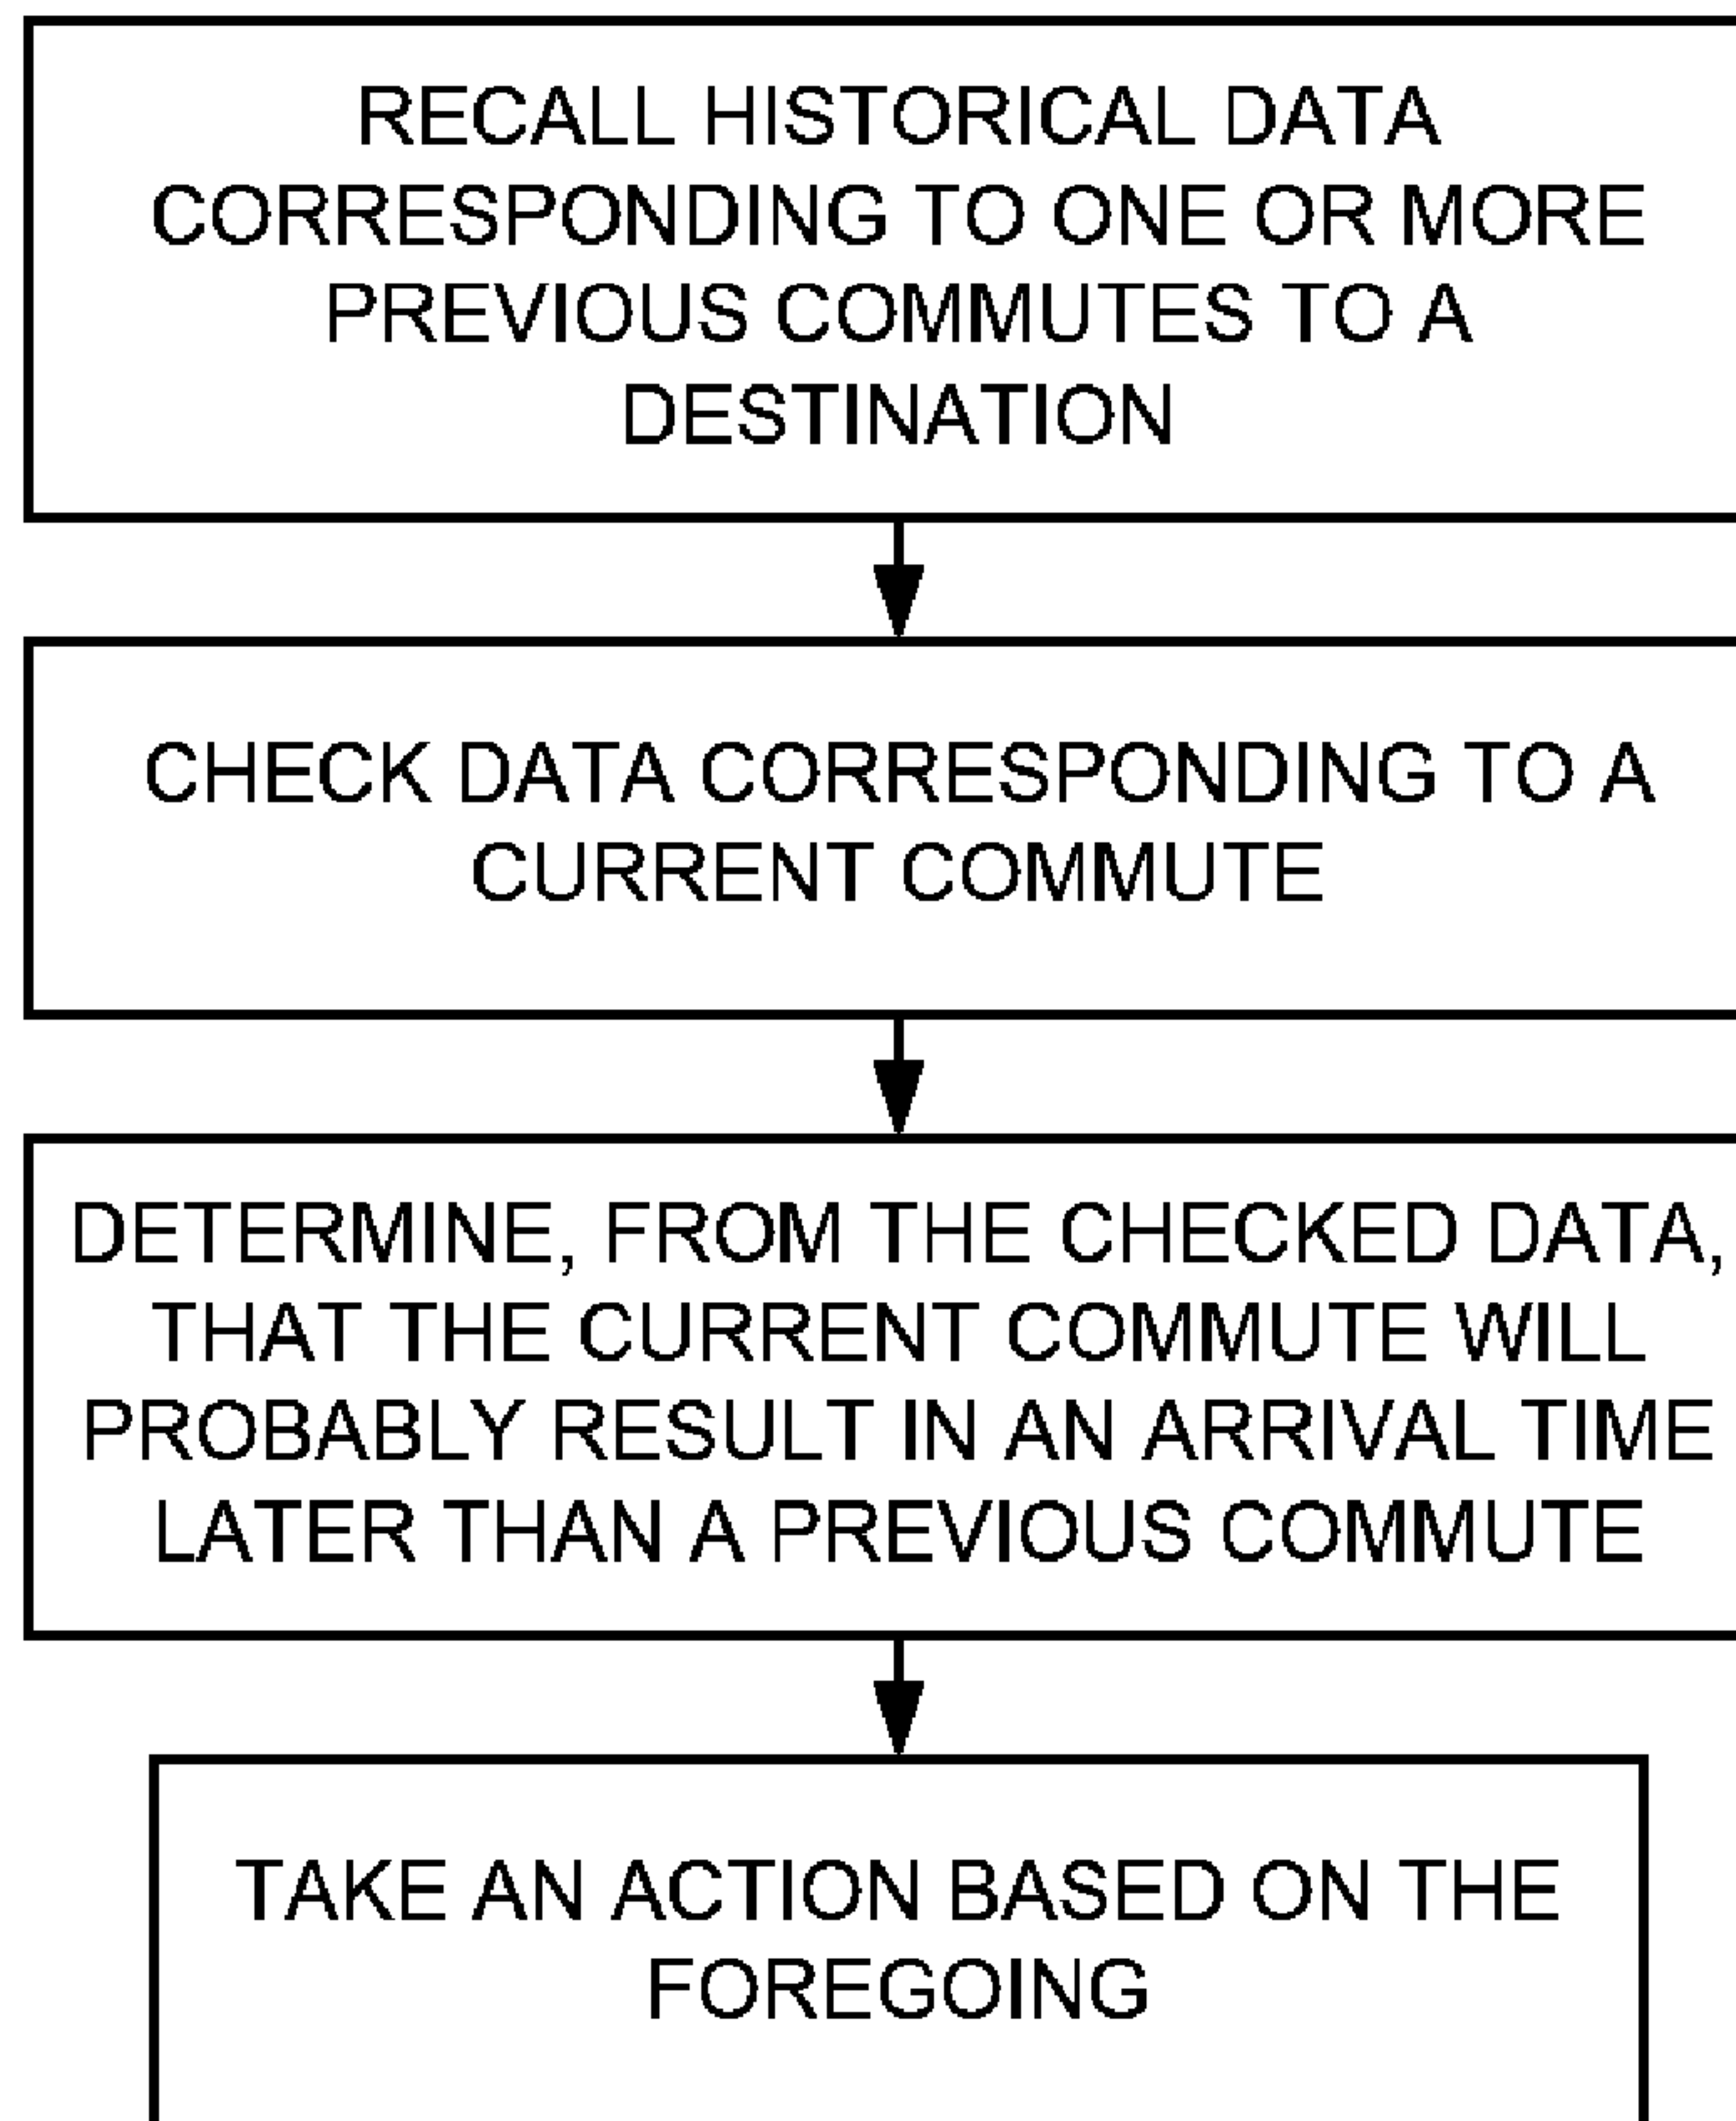 RECALL HISTORICAL DATA
CORRESPONDING TO ONE OR MORE
PREVIOUS COMMUTES TO A
DESTINATION
CHECK DATA CORRESPONDING TO A
CURRENT COMMUTE
DETERMINE, FROM THE CHECKED DATA,
THAT THE CURRENT COMMUTE WILL
PROBABLY RESULT IN AN ARRIVAL TIME
LATER THAN A PREVIOUS COMMUTE
TAKE AN ACTION BASED ON THE
FOREGOING